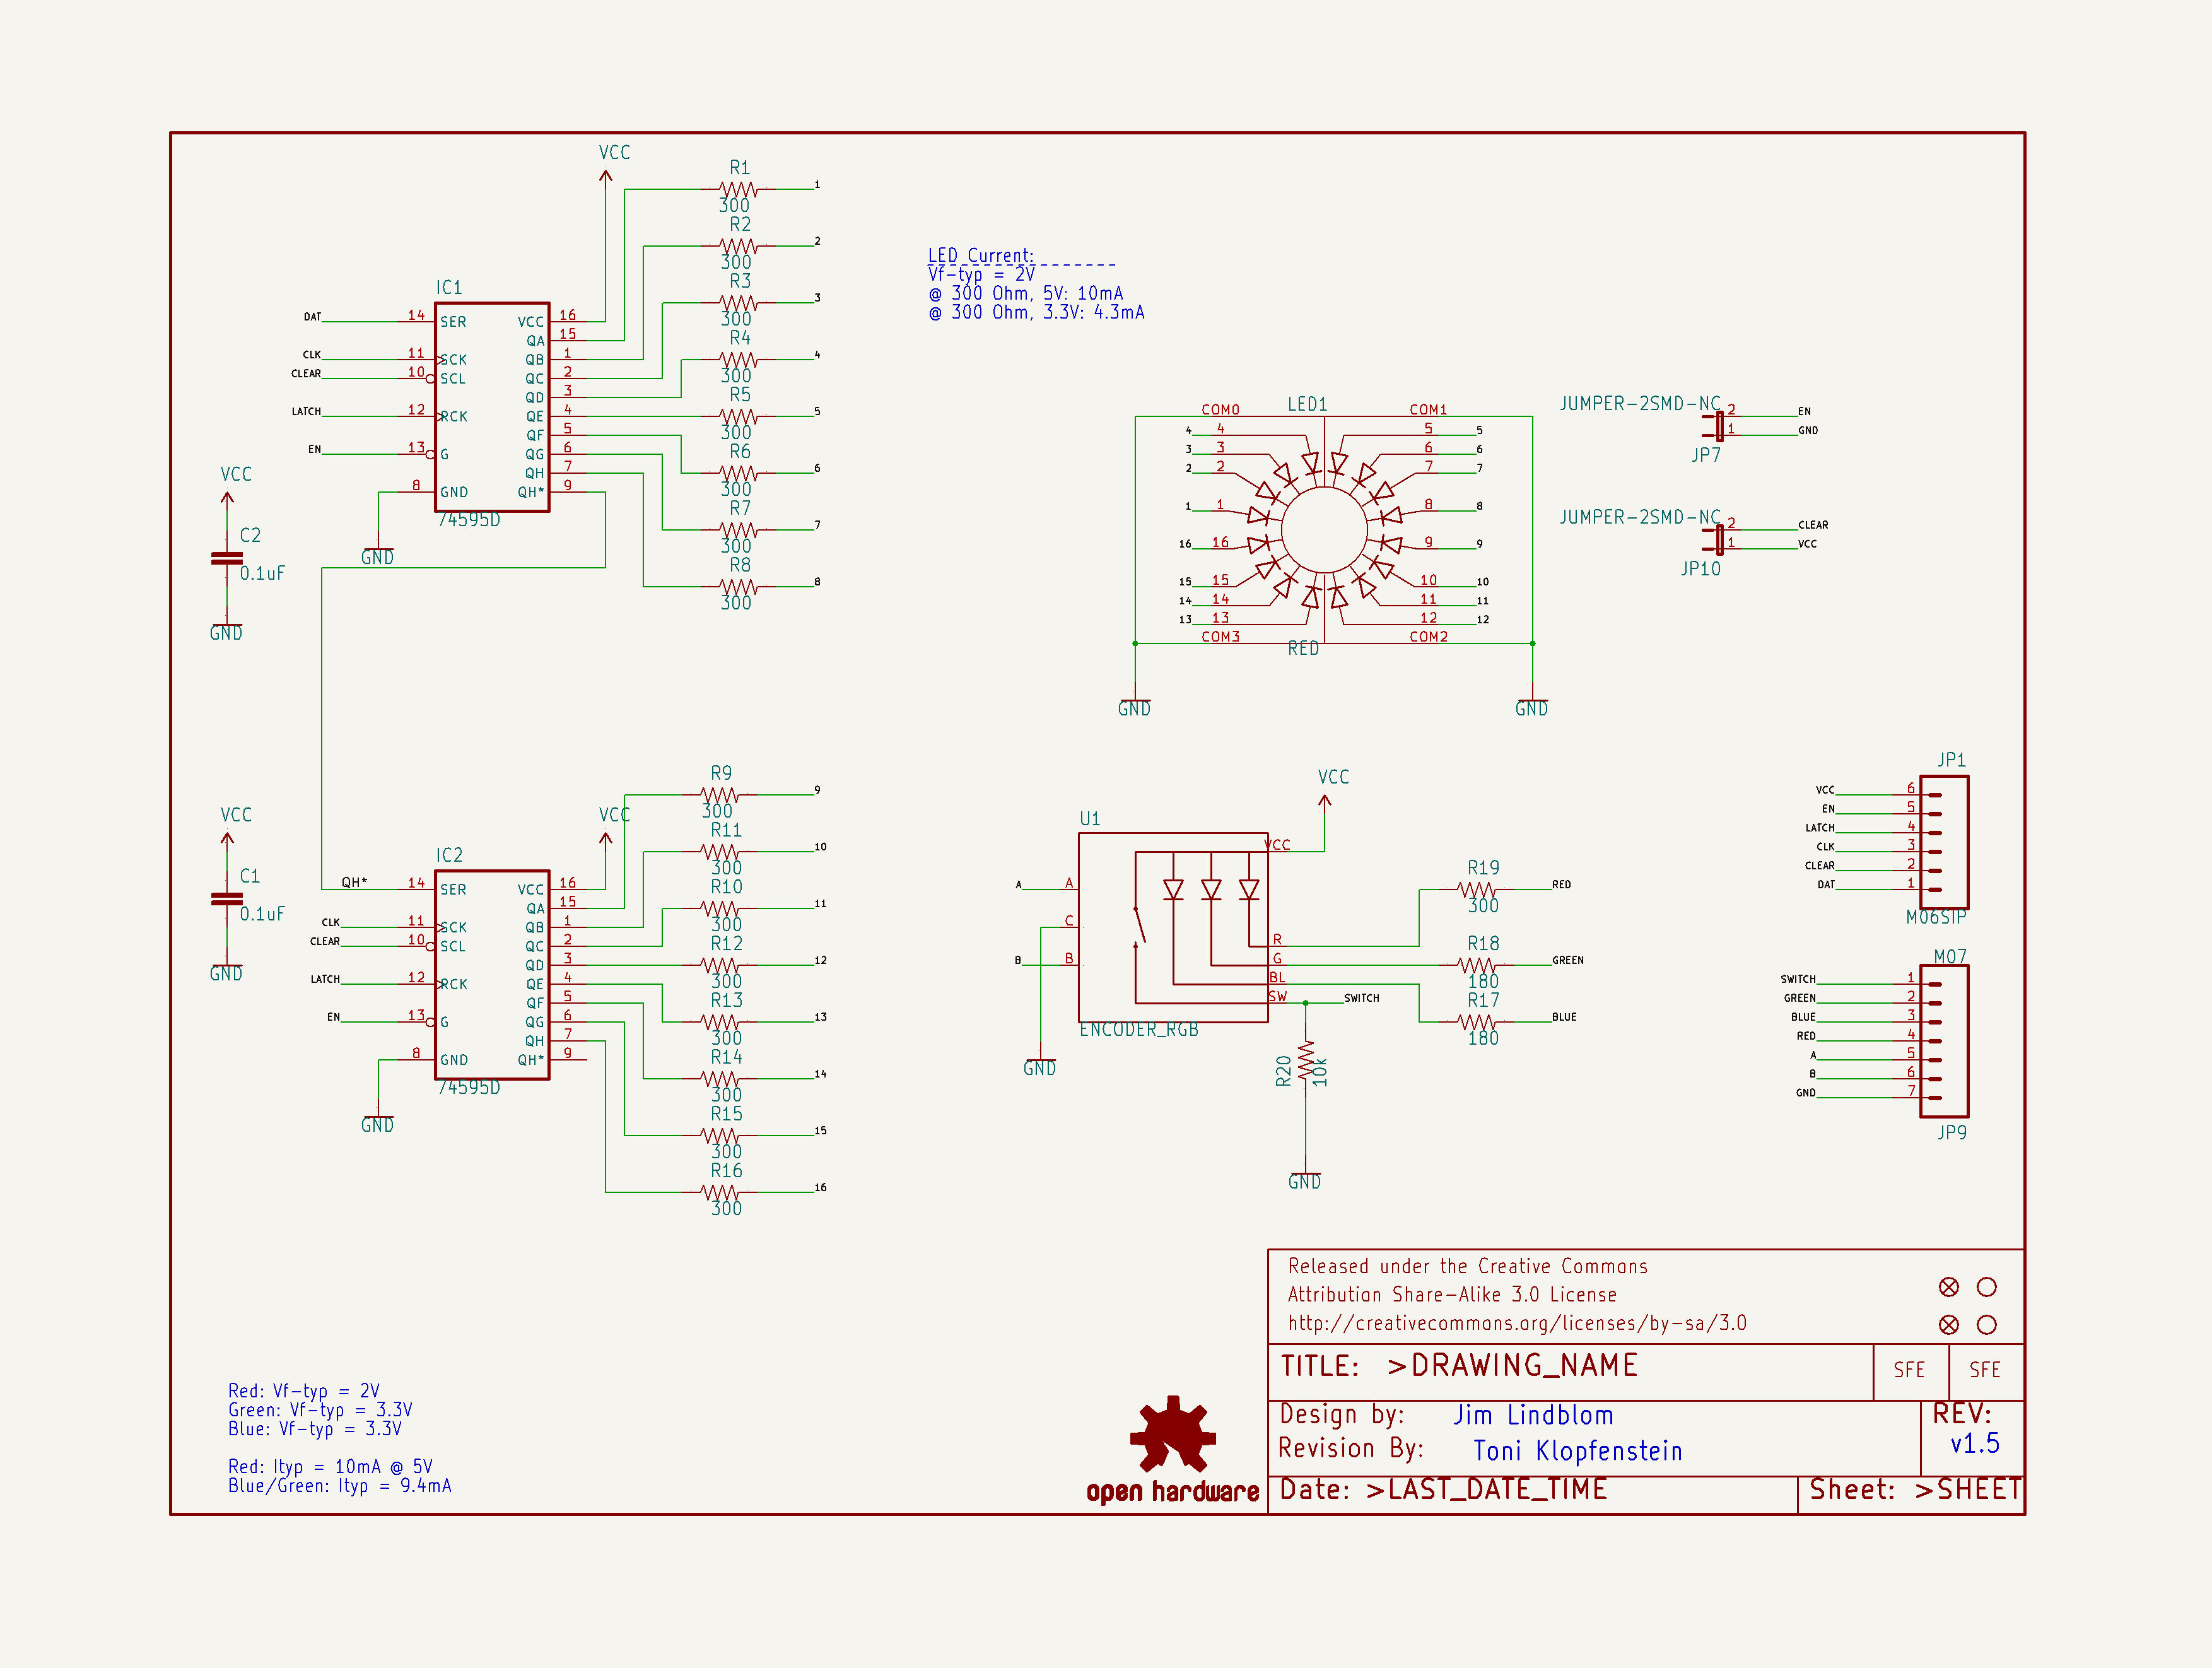 VCC
R1
300
1
R2
300
2
R3
300
3
R4
300
4
R5
300
5
R6
300
6
R7
300
7
R8
300
8
IC1
DAT 14 SER VCC 16
QA 15
CLK 11 SCK QB 1
CLEAR 10 SCL QC 2
QD 3
LATCH 12 RCK QE 4
QF 5
EN 13 G QG 6
QH 7
8 GND QH* 9
74595D
GND
VCC
C2
0.1uF
GND
LED Current:
Vf-typ = 2V
@ 300 Ohm, 5V: 10mA
@ 300 Ohm, 3.3V: 4.3mA
COM0 LED1 COM1
4 4 5 5
3 3 6 6
2 2 7 7
1 1 8 8
16 16 9 9
15 15 10 10
14 14 11 11
13 13 12 12
COM3 RED COM2
GND GND
JUMPER-2SMD-NC 2 EN
1 GND
JP7
JUMPER-2SMD-NC 2 CLEAR
1 VCC
JP10
VCC
C1
0.1uF
GND
VCC
IC2
QH* 14 SER VCC 16
QA 15
CLK 11 SCK QB 1
CLEAR 10 SCL QC 2
QD 3
LATCH 12 RCK QE 4
QF 5
EN 13 G QG 6
QH 7
8 GND QH* 9
74595D
GND
R9
300
9
R11
300
10
R10
300
11
R12
300
12
R13
300
13
R14
300
14
R15
300
15
R16
300
16
VCC
U1
VCC
A A
C
B B
R
G
BL
SW
SWITCH
ENCODER_RGB
GND
R19
300
RED
R18
180
GREEN
R17
180
BLUE
R20
10k
GND
JP1
VCC 6
EN 5
LATCH 4
CLK 3
CLEAR 2
DAT 1
M06SIP
M07
SWITCH 1
GREEN 2
BLUE 3
RED 4
A 5
B 6
GND 7
JP9
Red: Vf-typ = 2V
Green: Vf-typ = 3.3V
Blue: Vf-typ = 3.3V
Red: Ityp = 10mA @ 5V
Blue/Green: Ityp = 9.4mA
open hardware
Released under the Creative Commons
Attribution Share-Alike 3.0 License
http://creativecommons.org/licenses/by-sa/3.0
TITLE: >DRAWING_NAME
SFE SFE
Design by: Jim Lindblom
Revision By: Toni Klopfenstein
REV:
v1.5
Date: >LAST_DATE_TIME
Sheet: >SHEET